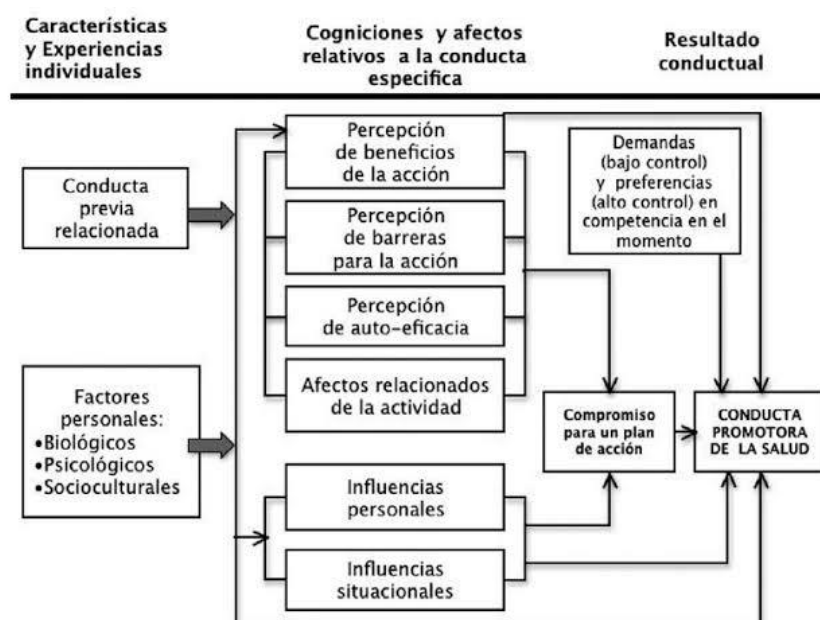 Características
y Experiencias
individuales
Cogniciones y afectos
relativos a la conducta
especifica
Resultado
conductual
Conducta
previa
relacionada
Factores
personales:
•Biológicos
•Psicológicos
•Socioculturales
Percepción
de beneficios
de la acción
Percepción
de barreras
para la acción
Percepción
de auto-eficacia
Afectos relacionados
de la actividad
Influencias
personales
Influencias
situacionales
Demandas
(bajo control)
y preferencias
(alto control) en
competencia en el
momento
Compromiso
para un plan
de acción
CONDUCTA
PROMOTORA
DE LA SALUD